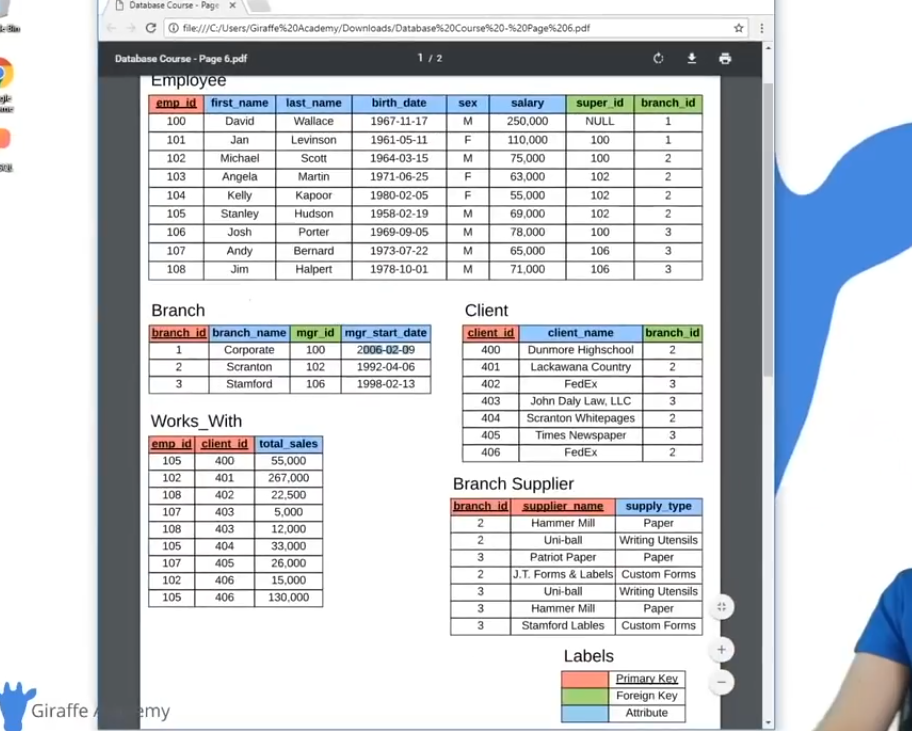 Database Course - Page
file:///C:/Users/Giraffe%20Academy/Downloads/Database%20Course%20-%20Page%206.pdf
Database Course - Page 6.pdf
1 / 2
Employee
emp_id first_name last_name birth_date sex salary super_id branch_id
100 David Wallace 1967-11-17 M 250,000 NULL 1
101 Jan Levinson 1961-05-11 F 110,000 100 1
102 Michael Scott 1964-03-15 M 75,000 100 2
103 Angela Martin 1971-06-25 F 63,000 102 2
104 Kelly Kapoor 1980-02-05 F 55,000 102 2
105 Stanley Hudson 1958-02-19 M 69,000 102 2
106 Josh Porter 1969-09-05 M 78,000 100 3
107 Andy Bernard 1973-07-22 M 65,000 106 3
108 Jim Halpert 1978-10-01 M 71,000 106 3
Branch
branch_id branch_name mgr_id mgr_start_date
1 Corporate 100 2006-02-09
2 Scranton 102 1992-04-06
3 Stamford 106 1998-02-13
Works_With
emp_id client_id total_sales
105 400 55,000
102 401 267,000
108 402 22,500
107 403 5,000
108 403 12,000
105 404 33,000
107 405 26,000
102 406 15,000
105 406 130,000
Client
client_id client_name branch_id
400 Dunmore Highschool 2
401 Lackawana Country 2
402 FedEx 3
403 John Daly Law, LLC 3
404 Scranton Whitepages 2
405 Times Newspaper 3
406 FedEx 2
Branch Supplier
branch_id supplier_name supply_type
2 Hammer Mill Paper
2 Uni-ball Writing Utensils
3 Patriot Paper Paper
2 J.T. Forms & Labels Custom Forms
3 Uni-ball Writing Utensils
3 Hammer Mill Paper
3 Stamford Lables Custom Forms
Labels
Primary Key
Foreign Key
Attribute
Giraffe Academy